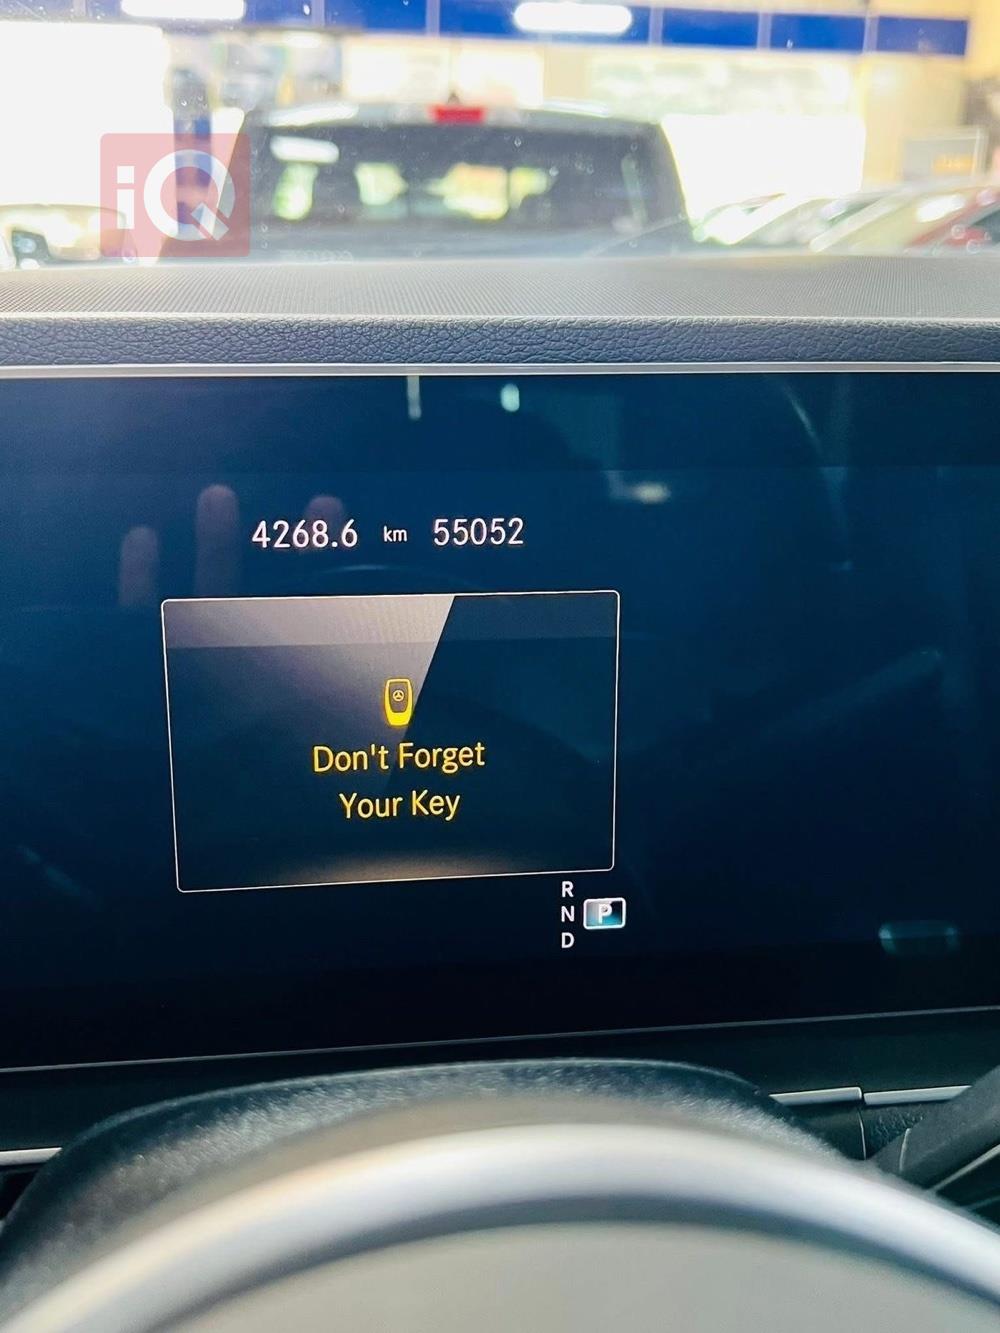 iQ
4268.6 km 55052
Don't Forget
Your Key
R
N P
D